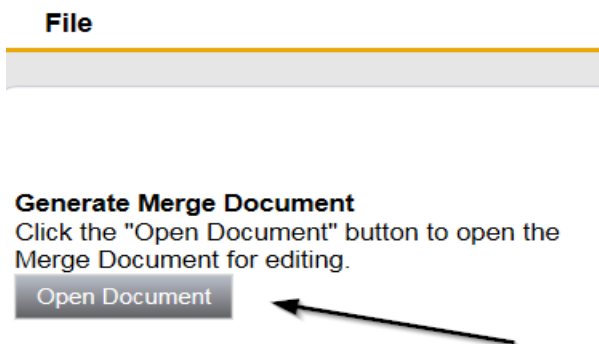 File
Generate Merge Document
Click the "Open Document" button to open the
Merge Document for editing.
Open Document